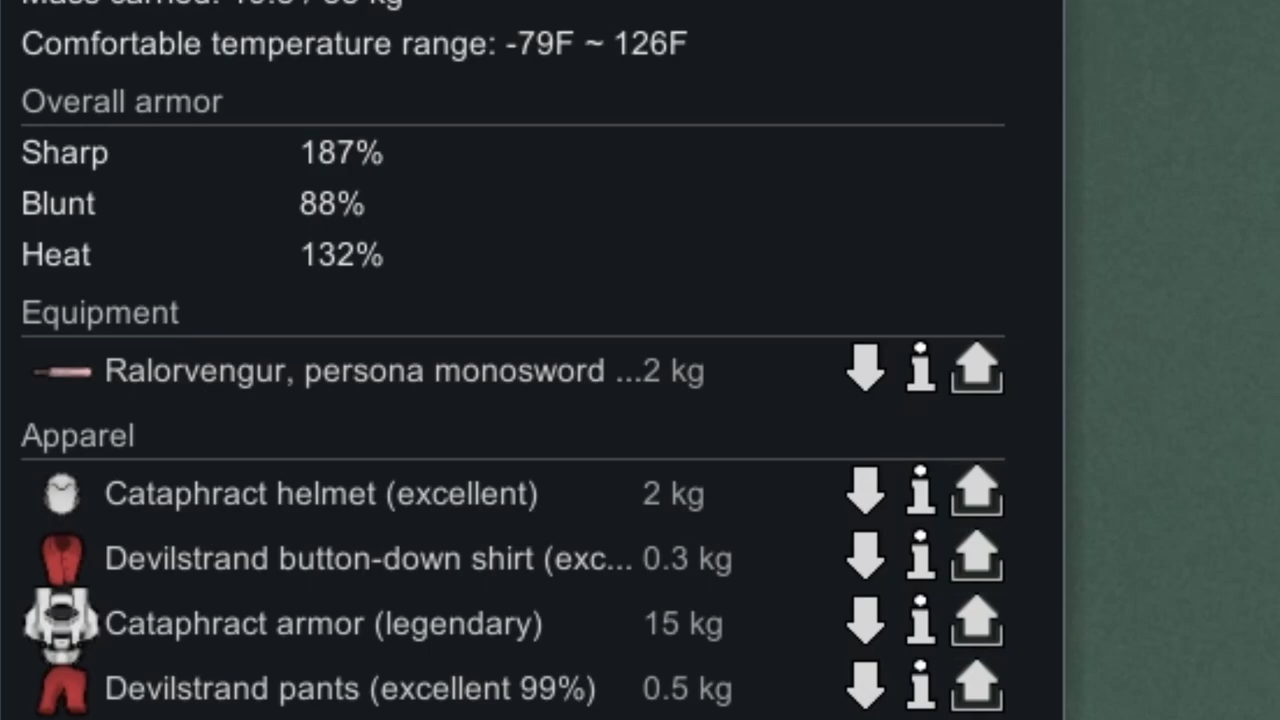 Comfortable temperature range: -79F ~ 126F
Overall armor
Sharp 187%
Blunt 88%
Heat 132%
Equipment
Ralorvengur, persona monosword ...2 kg
Apparel
Cataphract helmet (excellent) 2 kg
Devilstrand button-down shirt (exc... 0.3 kg
Cataphract armor (legendary) 15 kg
Devilstrand pants (excellent 99%) 0.5 kg